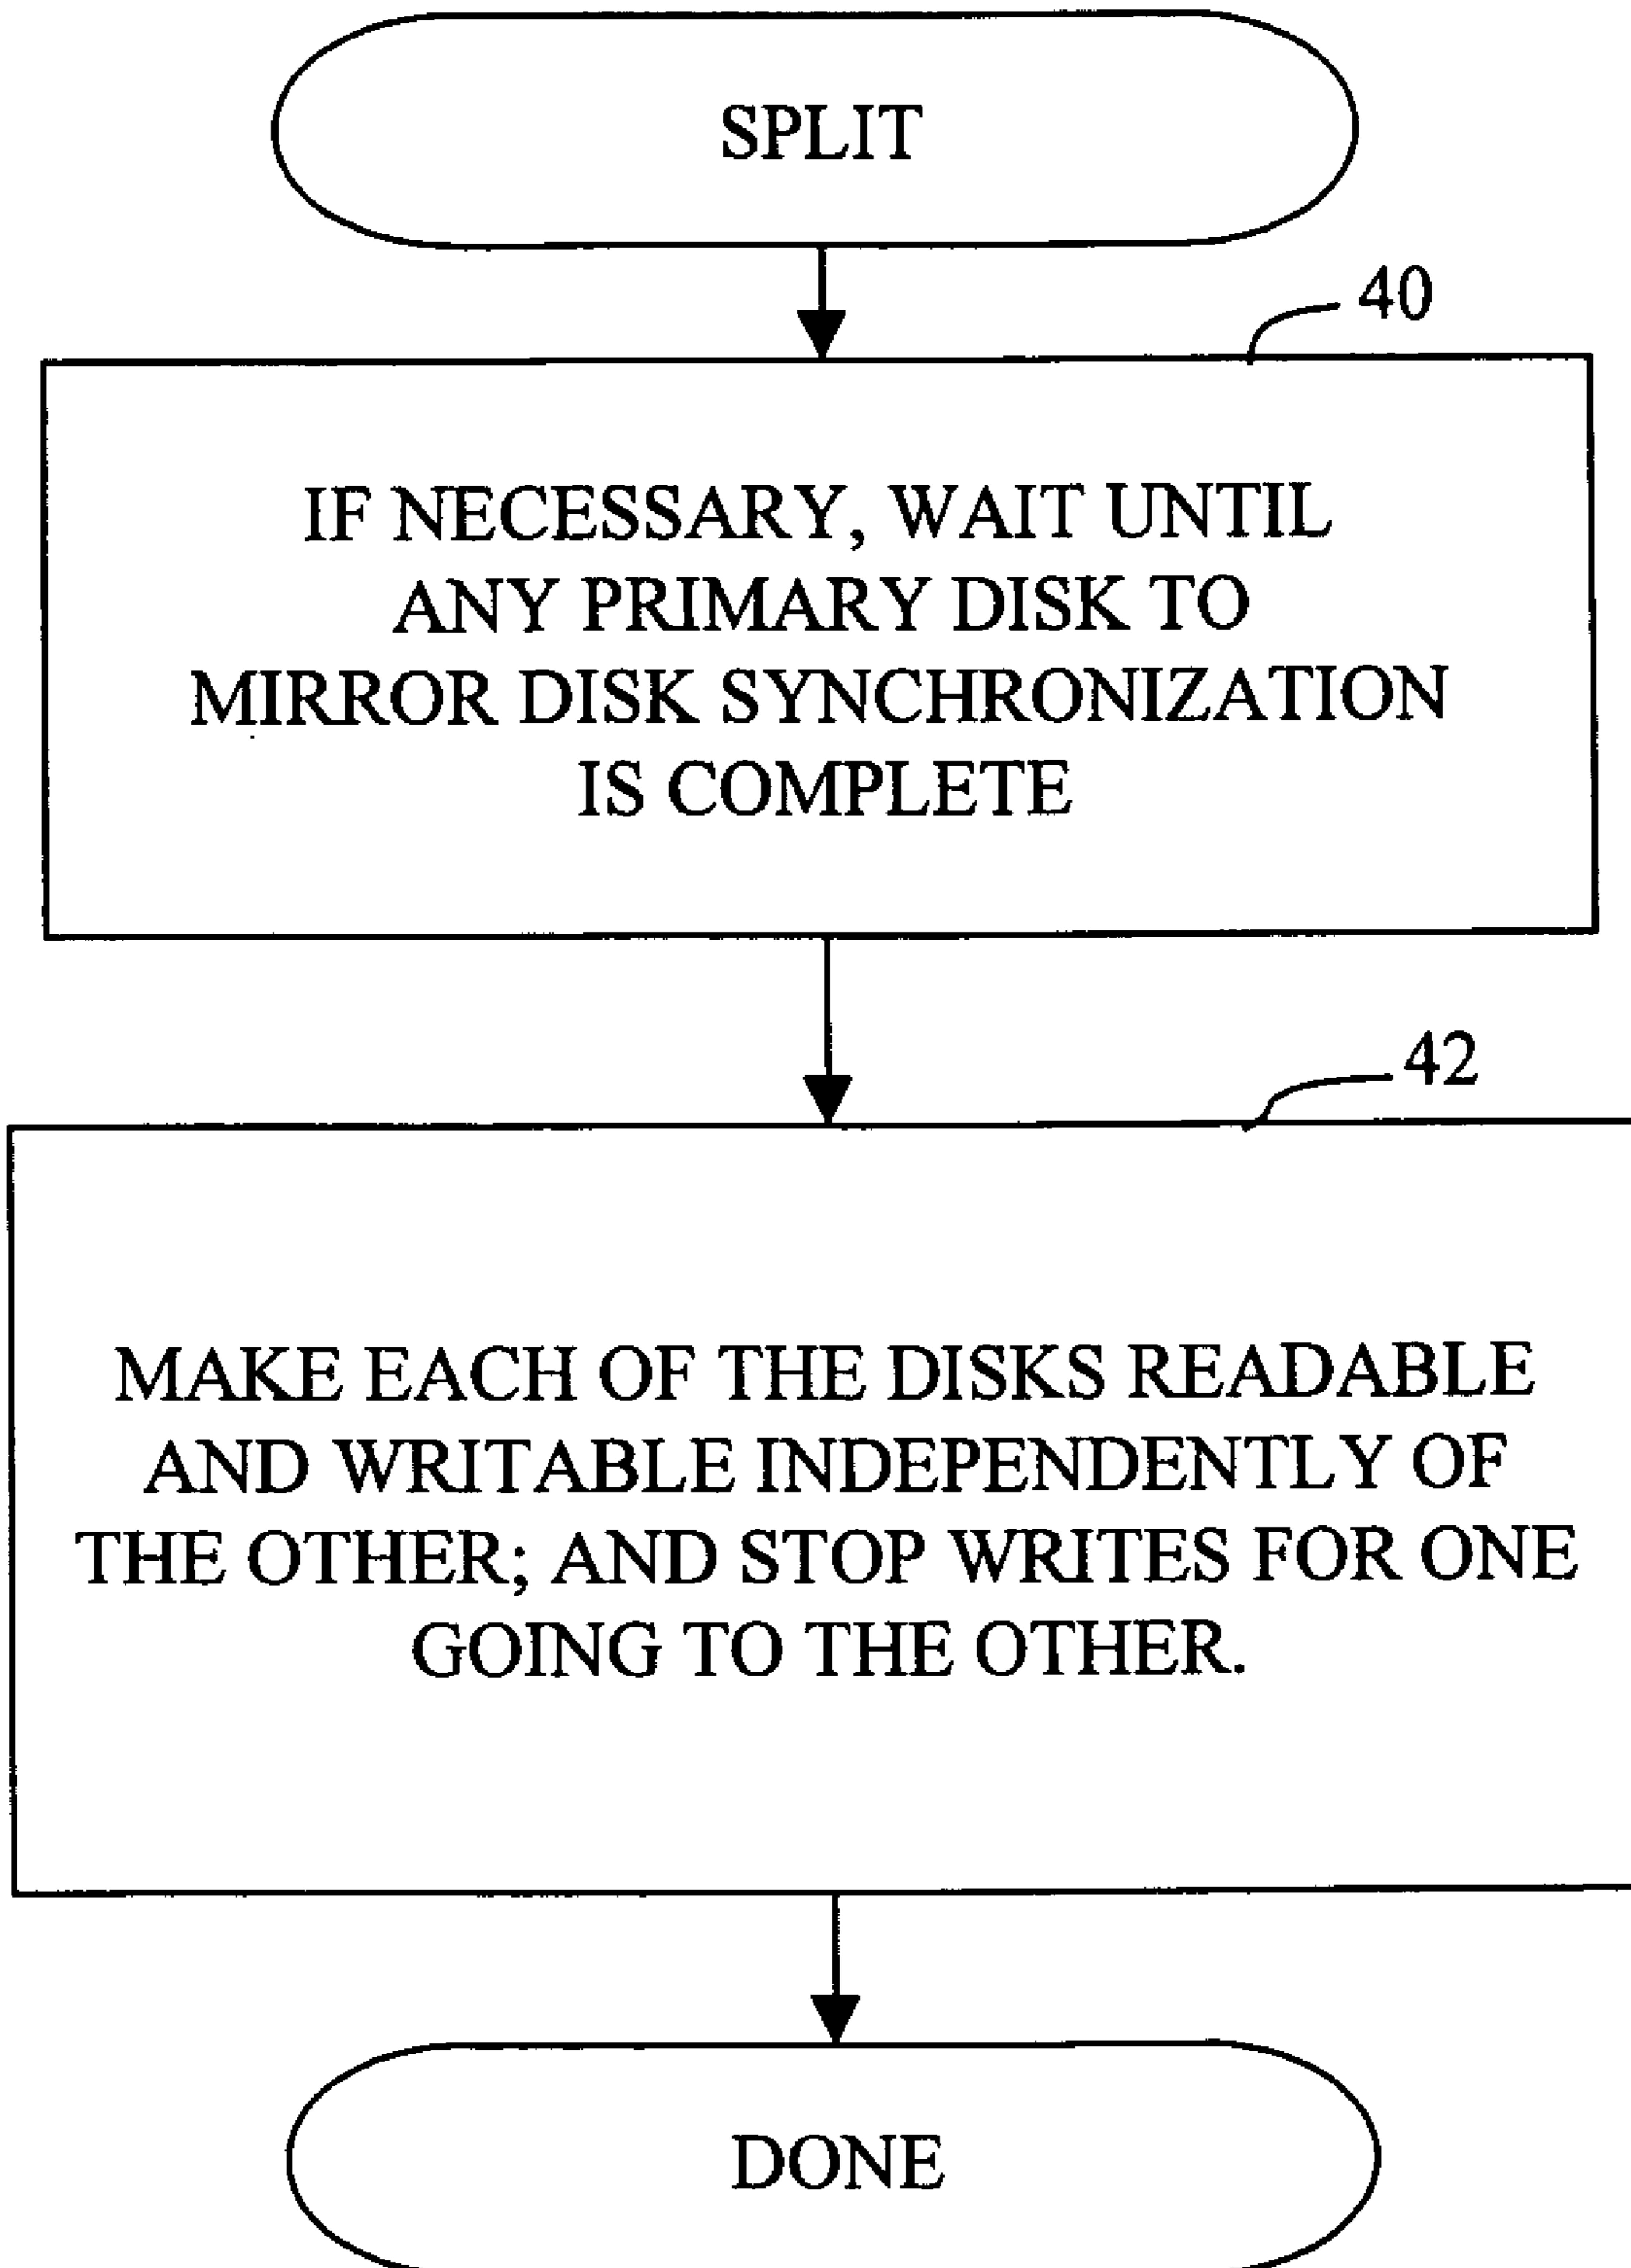 SPLIT
40
IF NECESSARY, WAIT UNTIL
ANY PRIMARY DISK TO
MIRROR DISK SYNCHRONIZATION
IS COMPLETE
42
MAKE EACH OF THE DISKS READABLE
AND WRITABLE INDEPENDENTLY OF
THE OTHER; AND STOP WRITES FOR ONE
GOING TO THE OTHER.
DONE